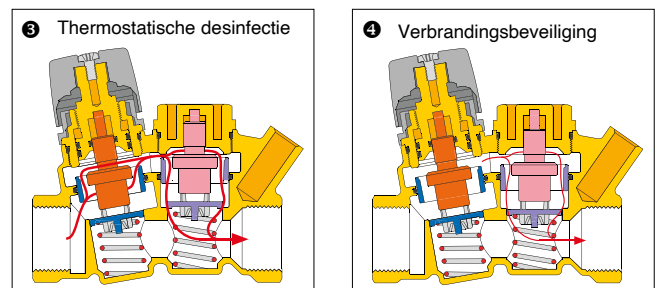 ❸ Thermostatische desinfectie
❹ Verbrandingsbeveiliging